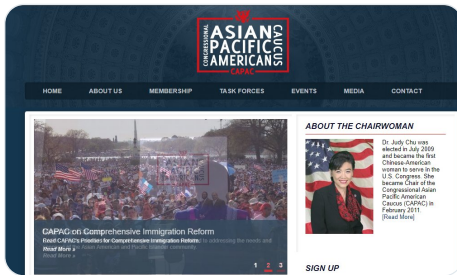 CONGRESSIONAL
ASIAN
PACIFIC
AMERICANS
CAUCUS
CAPAC
HOME ABOUT US MEMBERSHIP TASK FORCES EVENTS MEDIA CONTACT
CAPAC on Comprehensive Immigration Reform
Read CAPAC's Priorities for Comprehensive Immigration Reform.
Read More »
1 2 3
ABOUT THE CHAIRWOMAN
Dr. Judy Chu was
elected in July 2009
and became the first
Chinese-American
woman to serve in the
U.S. Congress. She
became Chair of the
Congressional Asian
Pacific American
Caucus (CAPAC) in
February 2011.
[Read More]
SIGN UP